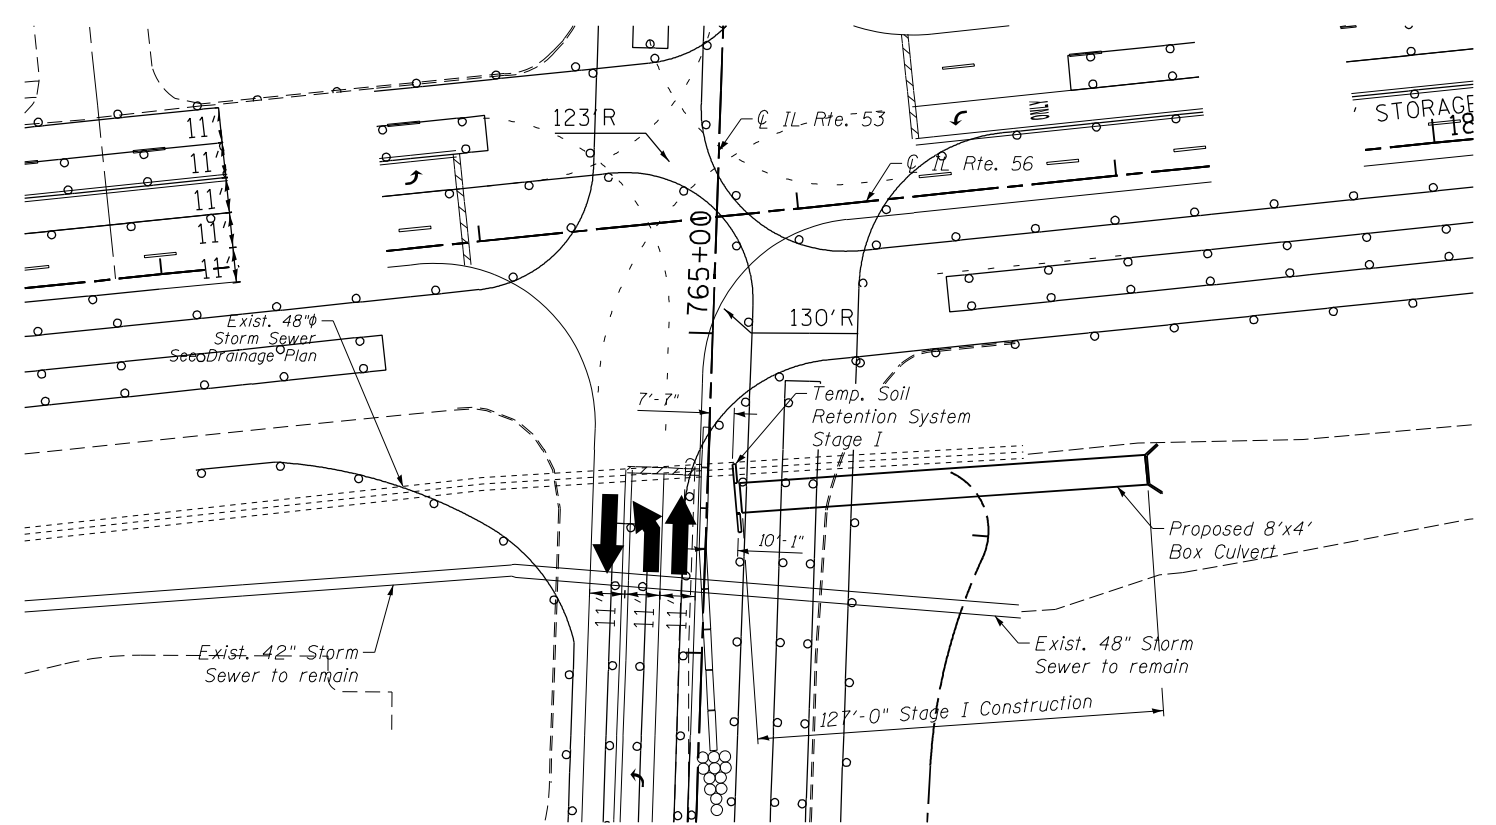 123'R
℄ IL Rte. 53
ONLY
STORAGE
18
11'
11'
11'
11'
11'
℄ IL Rte. 56
765+00
130'R
Exist. 48"ϕ
Storm Sewer
See Drainage Plan
7'-7"
Temp. Soil
Retention System
Stage I
10'-1"
Proposed 8'x4'
Box Culvert
11'
11'
11'
Exist. 42" Storm
Sewer to remain
Exist. 48" Storm
Sewer to remain
127'-0" Stage I Construction